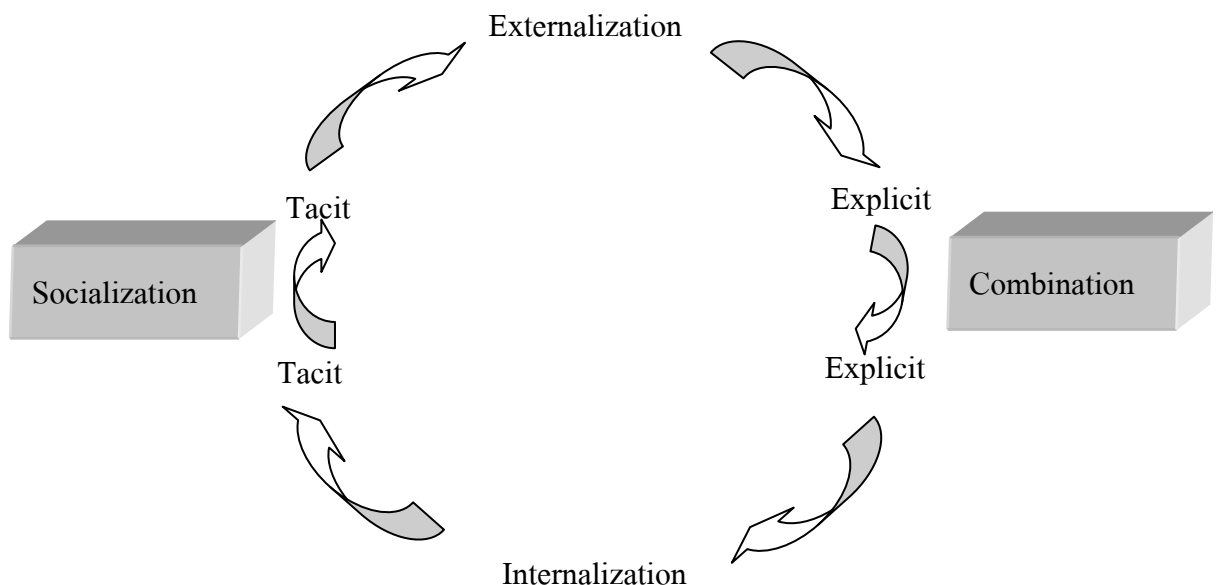 Externalization
Tacit
Explicit
Socialization
Combination
Tacit
Explicit
Internalization